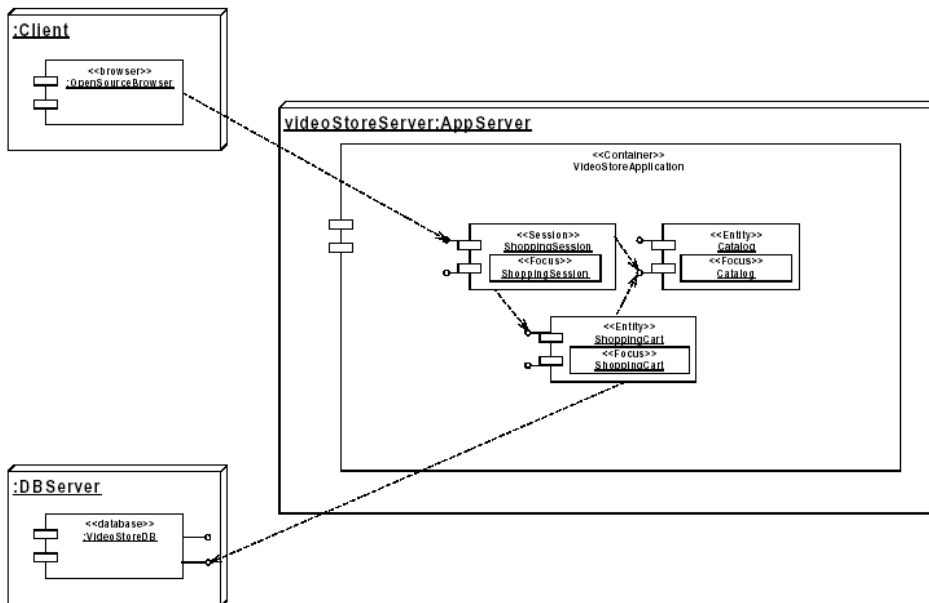 :Client
<<browser>>
:OpenSourceBrowser
videoStoreServer:AppServer
<<Container>>
VideoStoreApplication
<<Session>>
ShoppingSession
<<Focus>>
ShoppingSession
<<Entity>>
Catalog
<<Focus>>
Catalog
<<Entity>>
ShoppingCart
<<Focus>>
ShoppingCart
:DBServer
<<database>>
:VideoStoreDB